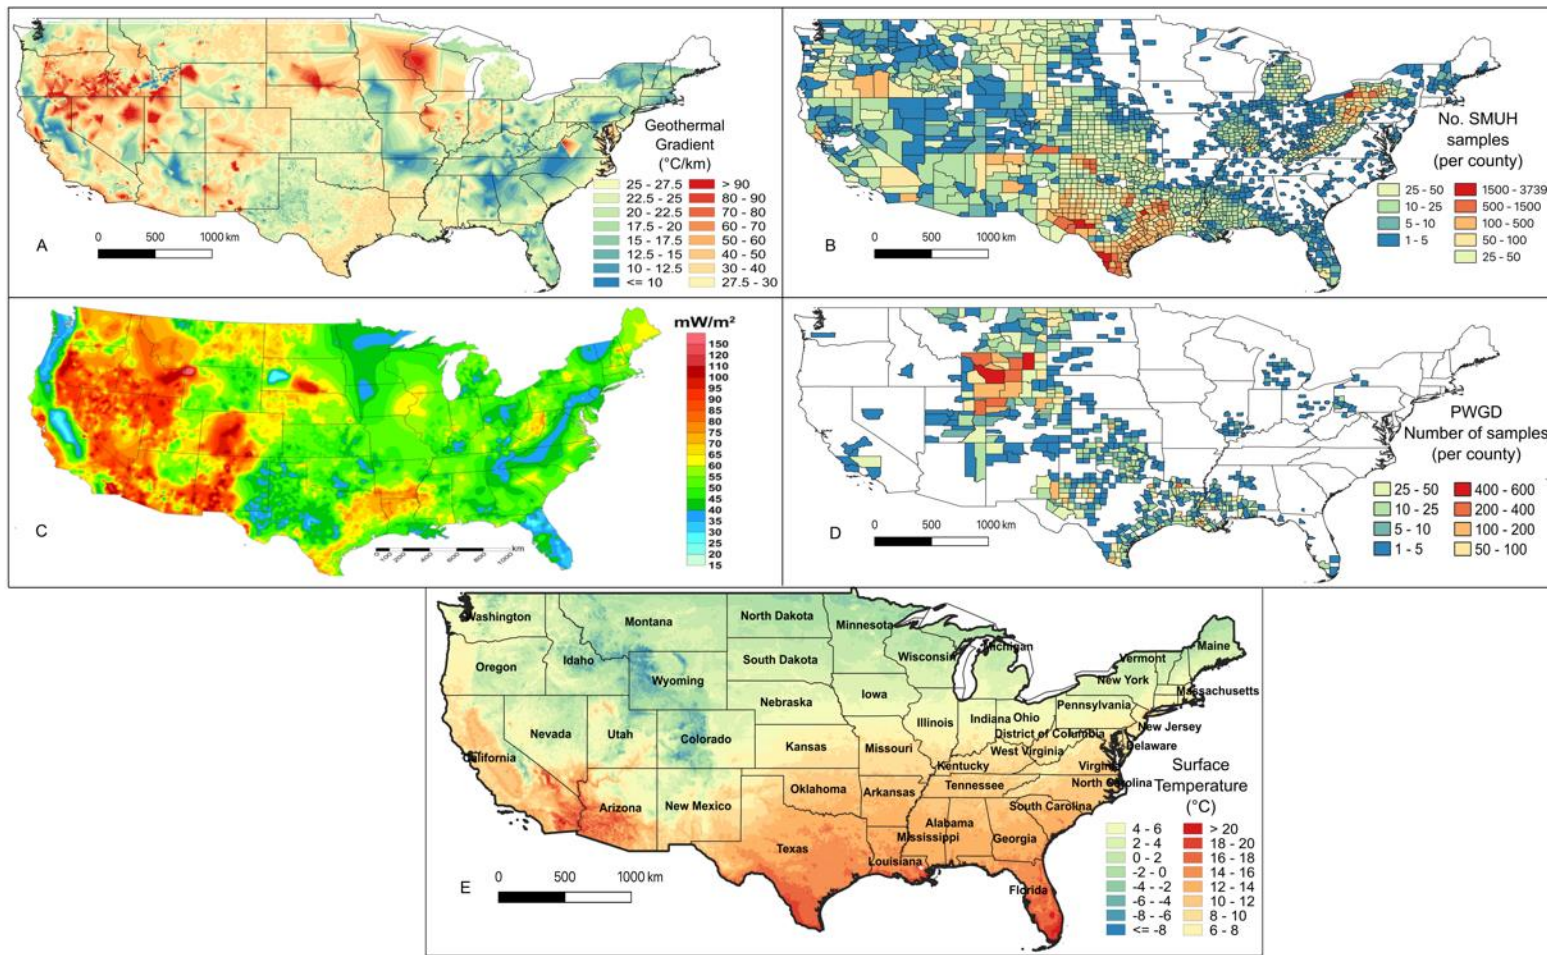 A
Geothermal
Gradient
(°C/km)
25 - 27.5 > 90
22.5 - 25 80 - 90
20 - 22.5 70 - 80
17.5 - 20 60 - 70
15 - 17.5 50 - 60
12.5 - 15 40 - 50
10 - 12.5 30 - 40
<= 10 27.5 - 30
0 500 1000 km
B
No. SMUH
samples
(per county)
25 - 50 1500 - 3739
10 - 25 500 - 1500
5 - 10 100 - 500
1 - 5 50 - 100
25 - 50
0 500 1000 km
C
mW/m²
150
120
110
100
95
90
85
80
75
70
65
60
55
50
45
40
35
30
25
20
15
0 100 200 400 600 800 1000 km
D
PWGD
Number of samples
(per county)
25 - 50 400 - 600
10 - 25 200 - 400
5 - 10 100 - 200
1 - 5 50 - 100
0 500 1000 km
Washington
Montana
North Dakota
Minnesota
Maine
Oregon
Idaho
Wyoming
South Dakota
Wisconsin
Michigan
Vermont
New York
Massachusetts
Nebraska
Iowa
Pennsylvania
Nevada
Utah
Colorado
Illinois
Indiana
Ohio
New Jersey
District of Columbia
California
Kansas
Missouri
West Virginia
Delaware
Kentucky
Virginia
Arizona
New Mexico
Oklahoma
Arkansas
Tennessee
North Carolina
South Carolina
Texas
Alabama
Mississippi
Georgia
Louisiana
Florida
E
Surface
Temperature
(°C)
4 - 6 > 20
2 - 4 18 - 20
0 - 2 16 - 18
-2 - 0 14 - 16
-4 - -2 12 - 14
-6 - -4 10 - 12
-8 - -6 8 - 10
<= -8 6 - 8
0 500 1000 km